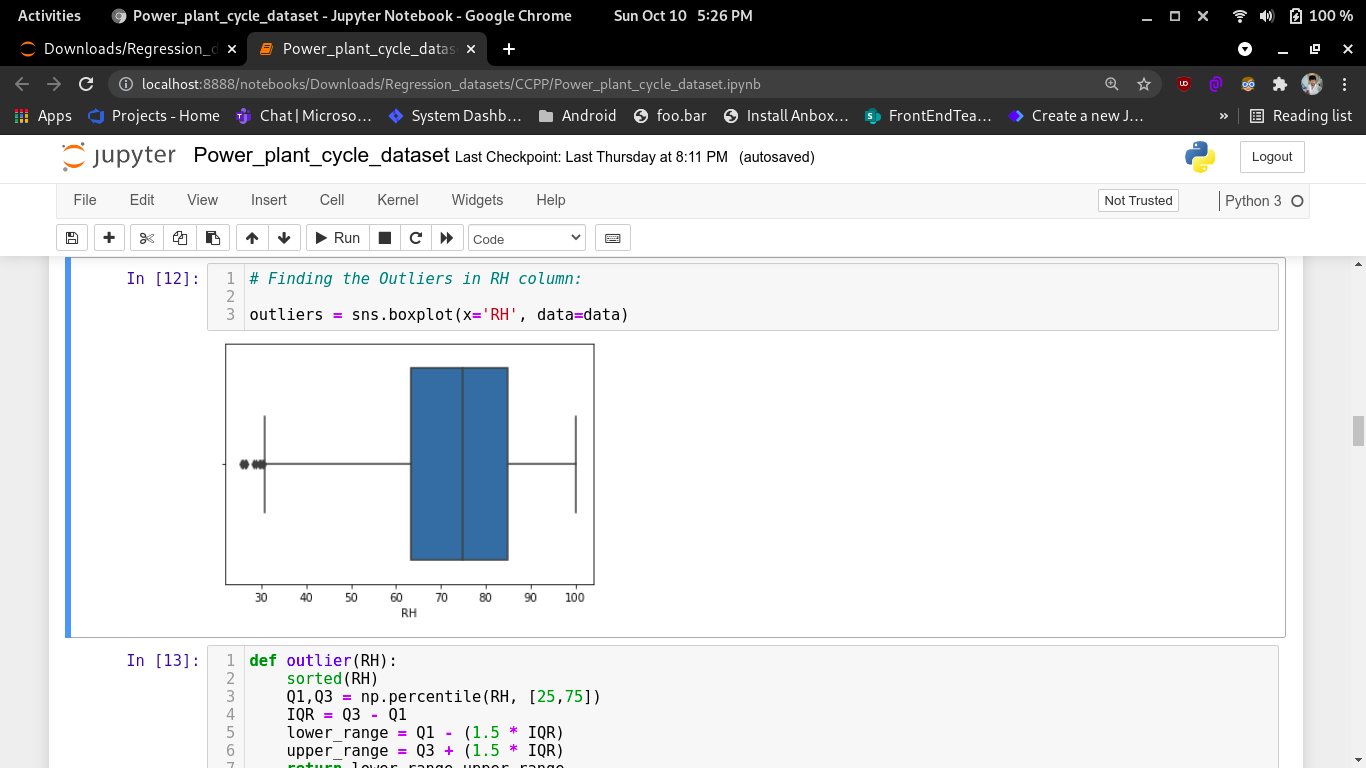 Activities Power_plant_cycle_dataset - Jupyter Notebook - Google Chrome Sun Oct 10 5:26 PM 100 %
Downloads/Regression_d Power_plant_cycle_datas
localhost:8888/notebooks/Downloads/Regression_datasets/CCPP/Power_plant_cycle_dataset.ipynb
Apps Projects - Home Chat | Microso… System Dashb… Android foo.bar Install Anbox… FrontEndTea… Create a new J… » Reading list
jupyter Power_plant_cycle_dataset Last Checkpoint: Last Thursday at 8:11 PM (autosaved) Logout
File Edit View Insert Cell Kernel Widgets Help Not Trusted Python 3
Run Code
In [12]: 1 # Finding the Outliers in RH column:
2
3 outliers = sns.boxplot(x='RH', data=data)
30 40 50 60 70 80 90 100
RH
In [13]: 1 def outlier(RH):
2 sorted(RH)
3 Q1,Q3 = np.percentile(RH, [25,75])
4 IQR = Q3 - Q1
5 lower_range = Q1 - (1.5 * IQR)
6 upper_range = Q3 + (1.5 * IQR)
7 return lower_range,upper_range